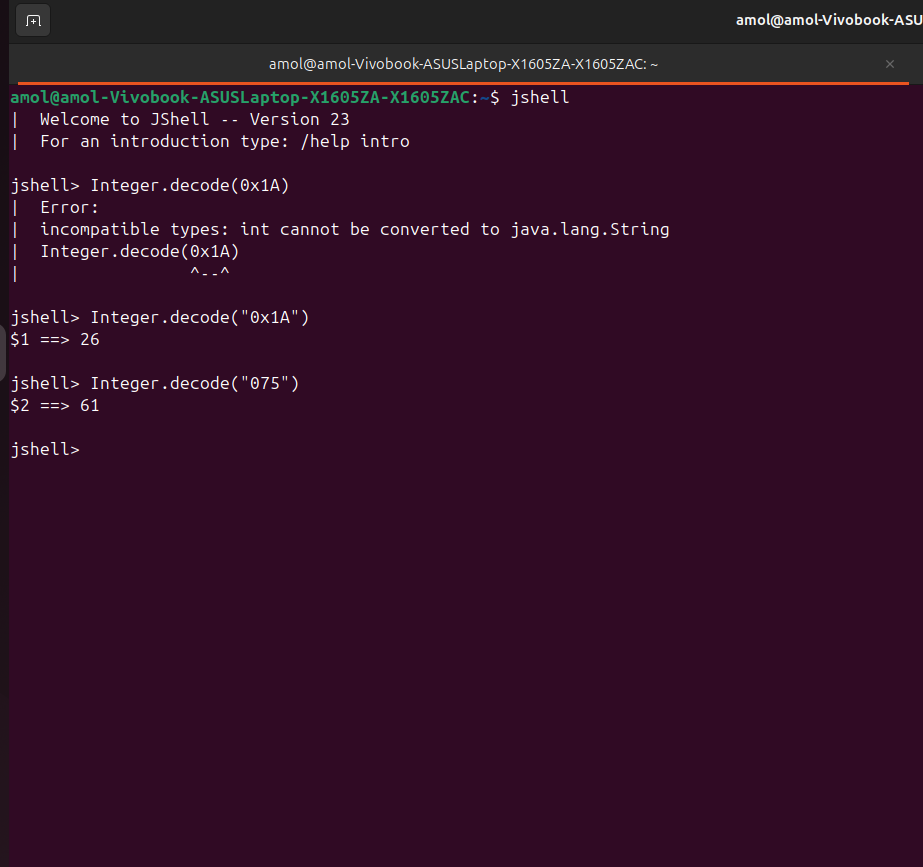 amol@amol-Vivobook-ASU
amol@amol-Vivobook-ASUSLaptop-X1605ZA-X1605ZAC: ~
amol@amol-Vivobook-ASUSLaptop-X1605ZA-X1605ZAC:~$ jshell
|  Welcome to JShell -- Version 23
|  For an introduction type: /help intro
jshell> Integer.decode(0x1A)
|  Error:
|  incompatible types: int cannot be converted to java.lang.String
|  Integer.decode(0x1A)
|                 ^--^
jshell> Integer.decode("0x1A")
$1 ==> 26
jshell> Integer.decode("075")
$2 ==> 61
jshell>